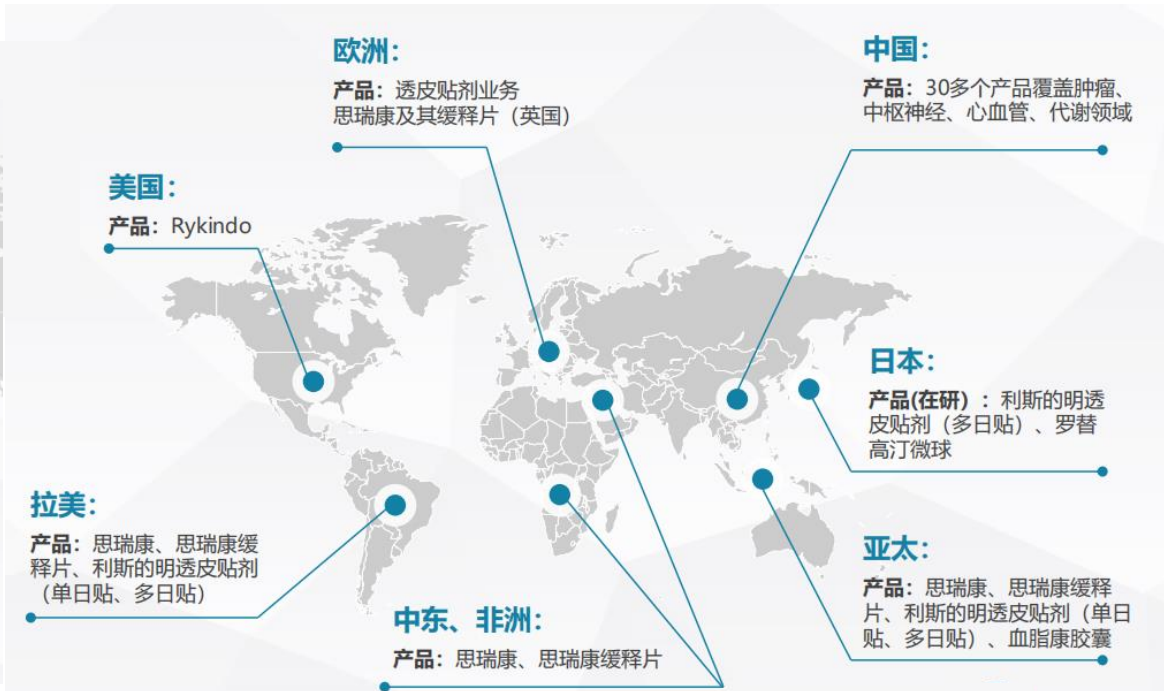 欧洲：
产品：透皮贴剂业务
思瑞康及其缓释片（英国）
中国：
产品：30多个产品覆盖肿瘤、
中枢神经、心血管、代谢领域
美国：
产品：Rykindo
日本：
产品(在研）：利斯的明透
皮贴剂（多日贴）、罗替
高汀微球
拉美：
产品：思瑞康、思瑞康缓
释片、利斯的明透皮贴剂
（单日贴、多日贴）
中东、非洲：
产品：思瑞康、思瑞康缓释片
亚太：
产品：思瑞康、思瑞康缓释
片、利斯的明透皮贴剂（单日
贴、多日贴）、血脂康胶囊